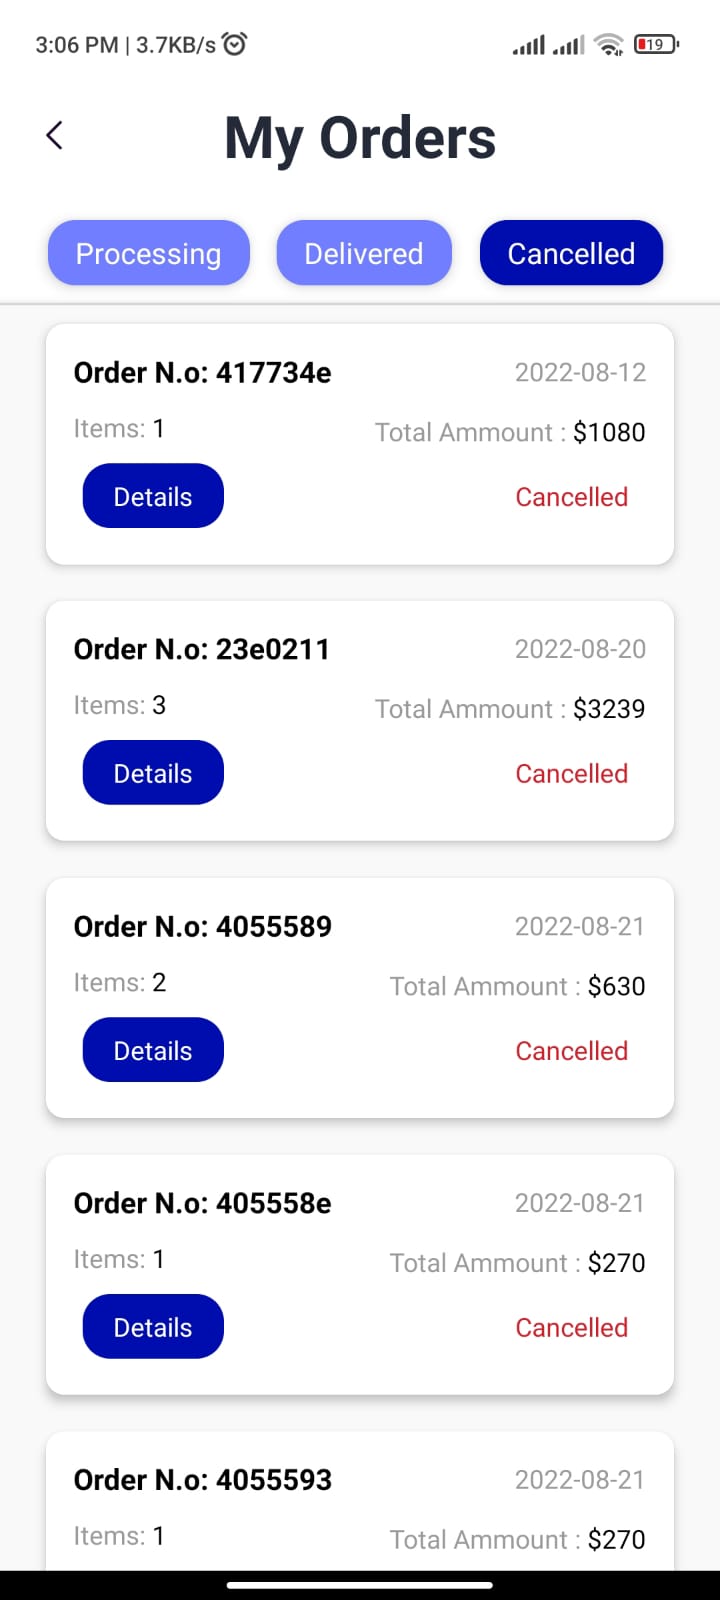 3:06 PM | 3.7KB/s 19
My Orders
Processing Delivered Cancelled
Order N.o: 417734e 2022-08-12
Items: 1 Total Ammount : $1080
Details Cancelled
Order N.o: 23e0211 2022-08-20
Items: 3 Total Ammount : $3239
Details Cancelled
Order N.o: 4055589 2022-08-21
Items: 2 Total Ammount : $630
Details Cancelled
Order N.o: 405558e 2022-08-21
Items: 1 Total Ammount : $270
Details Cancelled
Order N.o: 4055593 2022-08-21
Items: 1 Total Ammount : $270